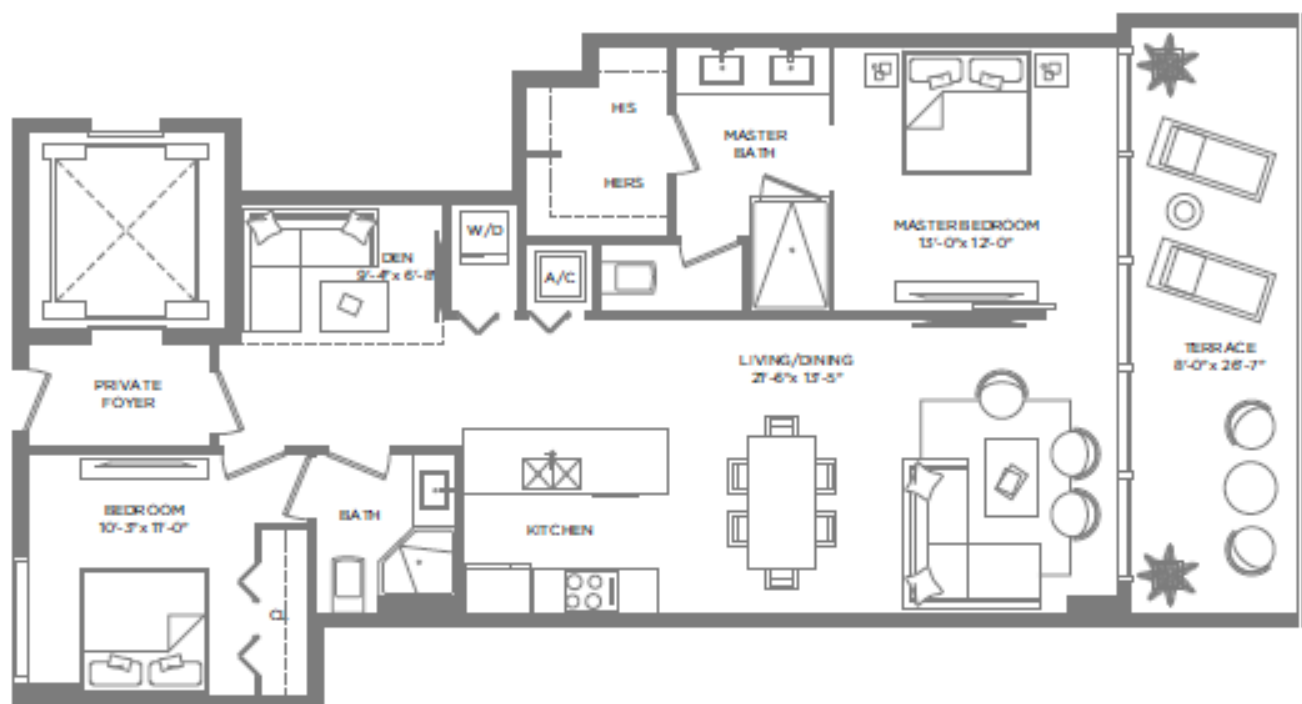 HIS
MASTER
BATH
HERS
W/D
A/C
DEN
9'-4" x 6'-8"
MASTER BEDROOM
13'-0" x 12'-0"
PRIVATE
FOYER
LIVING/DINING
21'-6" x 13'-5"
TERRACE
8'-0" x 26'-7"
BEDROOM
10'-3" x 11'-0"
BATH
KITCHEN
CL